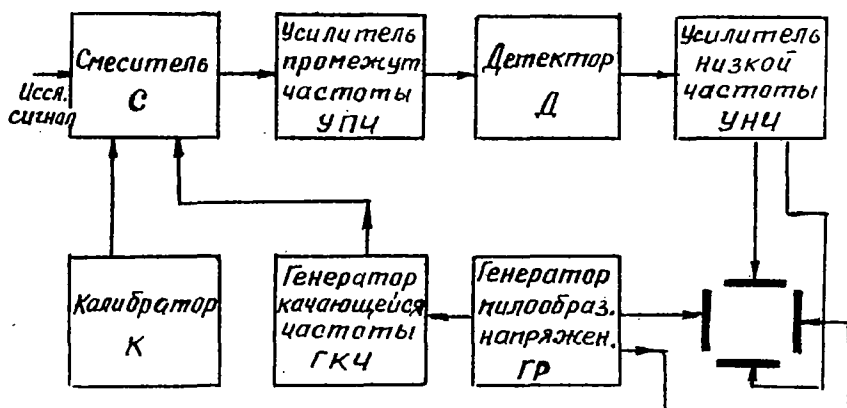 Иссл.
сигнал
Смеситель
С
Усилитель
промежут
частоты
УПЧ
Детектор
Д
Усилитель
низкой
частоты
УНЧ
Калибратор
К
Генератор
качающейся
частоты
ГКЧ
Генератор
пилообраз.
напряжен.
ГР